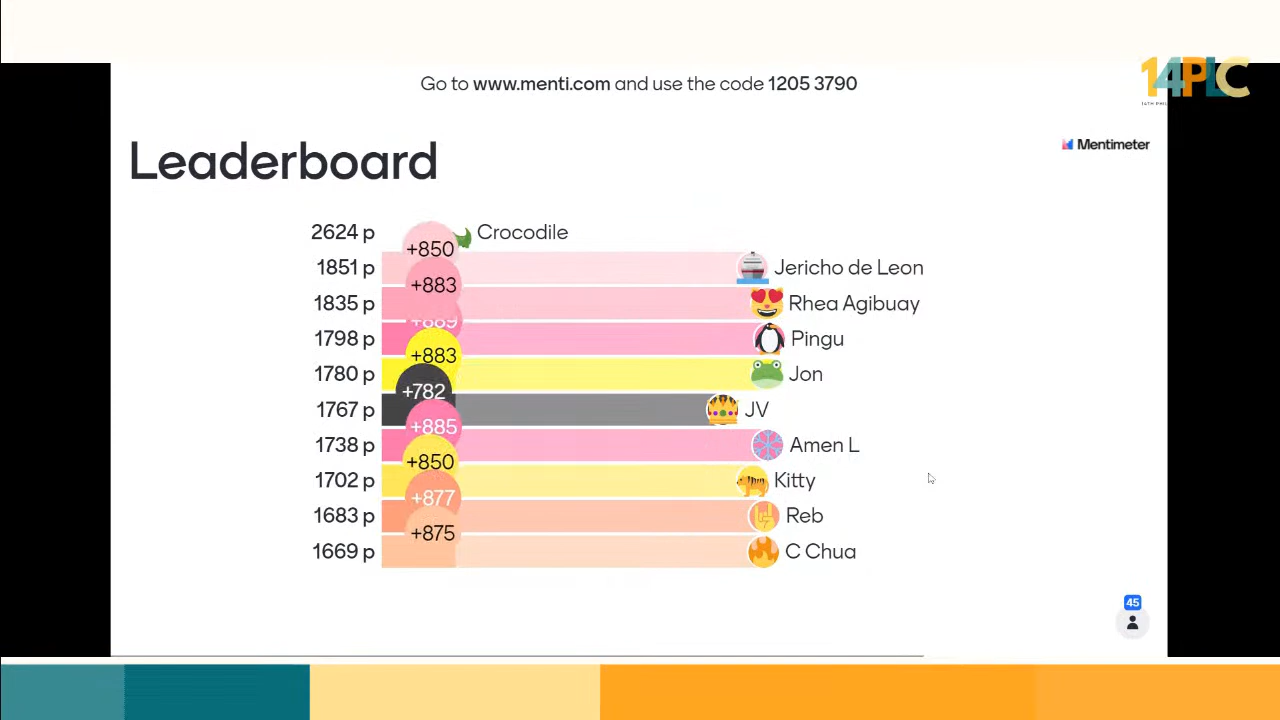 Go to www.menti.com and use the code 1205 3790
14PLC
Mentimeter
Leaderboard
2624 p Crocodile
+850
1851 p Jericho de Leon
+883
1835 p Rhea Agibuay
+889
1798 p Pingu
+883
1780 p Jon
+782
1767 p JV
+885
1738 p Amen L
+850
1702 p Kitty
+877
1683 p Reb
+875
1669 p C Chua
45